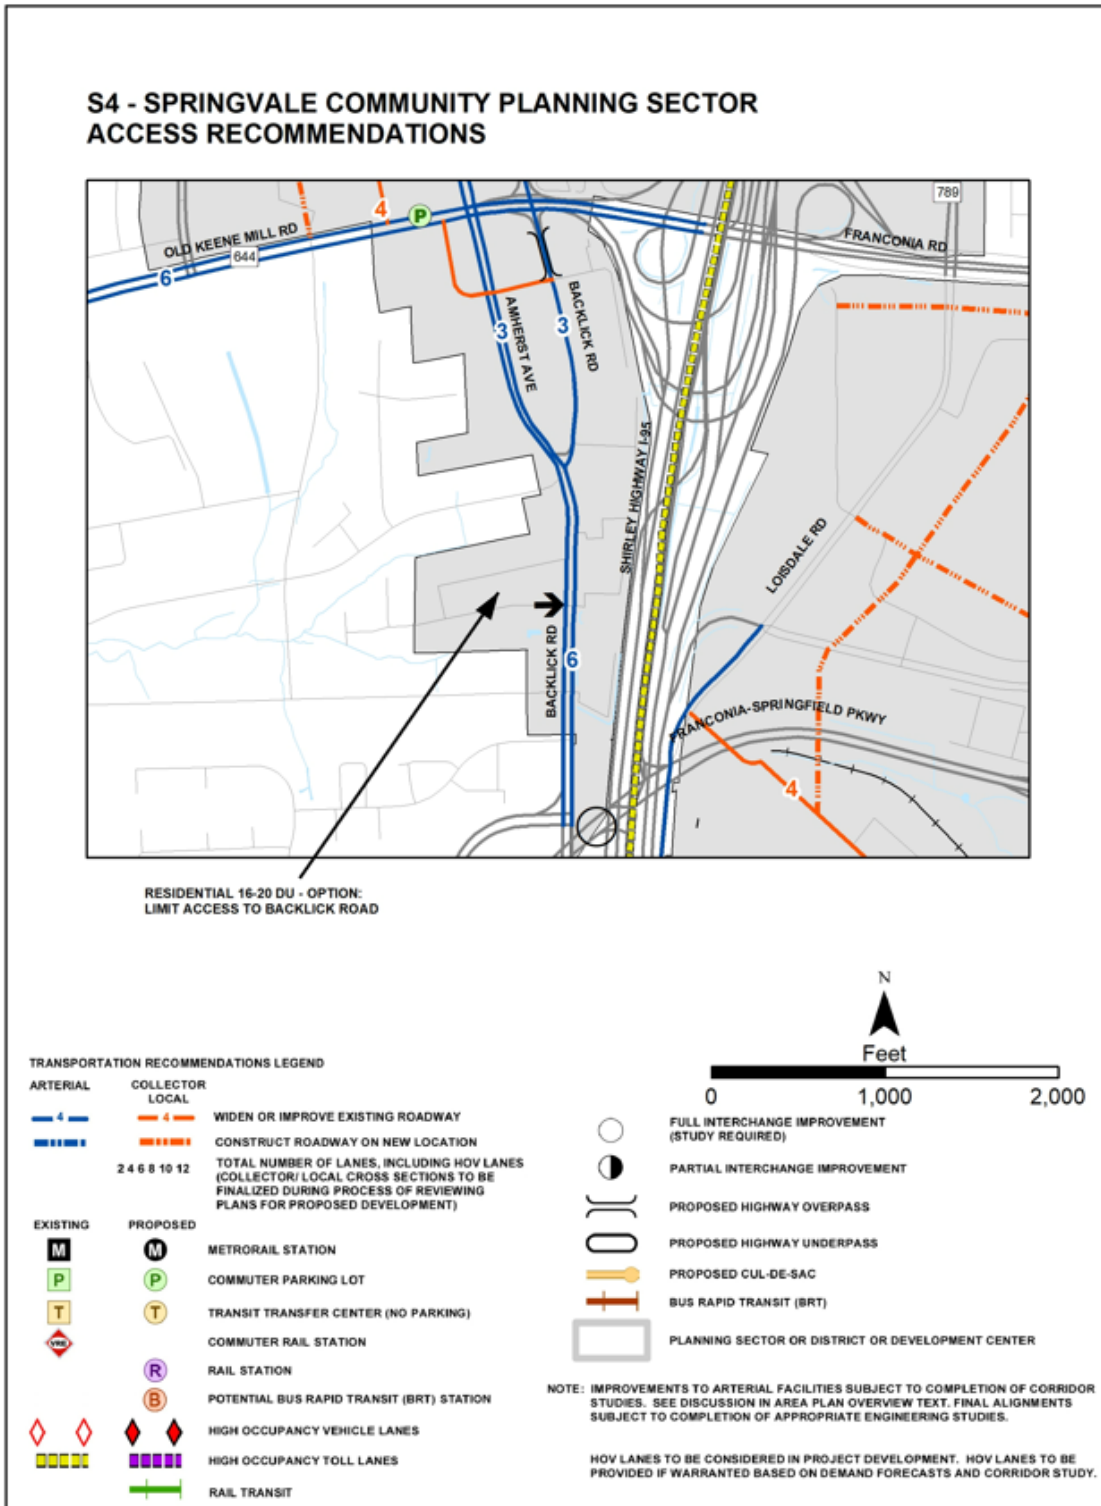 S4 - SPRINGVALE COMMUNITY PLANNING SECTOR
ACCESS RECOMMENDATIONS
789
4
P
OLD KEENE MILL RD
644
6
FRANCONIA RD
AMHERST AVE
3
BACKLICK RD
3
SHIRLEY HIGHWAY I-95
LOISDALE RD
BACKLICK RD
6
FRANCONIA-SPRINGFIELD PKWY
4
RESIDENTIAL 16-20 DU - OPTION:
LIMIT ACCESS TO BACKLICK ROAD
N
Feet
0 1,000 2,000
TRANSPORTATION RECOMMENDATIONS LEGEND
ARTERIAL COLLECTOR
LOCAL
4 4 WIDEN OR IMPROVE EXISTING ROADWAY
CONSTRUCT ROADWAY ON NEW LOCATION
2 4 6 8 10 12 TOTAL NUMBER OF LANES, INCLUDING HOV LANES
(COLLECTOR/ LOCAL CROSS SECTIONS TO BE
FINALIZED DURING PROCESS OF REVIEWING
PLANS FOR PROPOSED DEVELOPMENT)
EXISTING PROPOSED
M M METRORAIL STATION
P P COMMUTER PARKING LOT
T T TRANSIT TRANSFER CENTER (NO PARKING)
VRE COMMUTER RAIL STATION
R RAIL STATION
B POTENTIAL BUS RAPID TRANSIT (BRT) STATION
HIGH OCCUPANCY VEHICLE LANES
HIGH OCCUPANCY TOLL LANES
RAIL TRANSIT
FULL INTERCHANGE IMPROVEMENT
(STUDY REQUIRED)
PARTIAL INTERCHANGE IMPROVEMENT
PROPOSED HIGHWAY OVERPASS
PROPOSED HIGHWAY UNDERPASS
PROPOSED CUL-DE-SAC
BUS RAPID TRANSIT (BRT)
PLANNING SECTOR OR DISTRICT OR DEVELOPMENT CENTER
NOTE: IMPROVEMENTS TO ARTERIAL FACILITIES SUBJECT TO COMPLETION OF CORRIDOR
STUDIES. SEE DISCUSSION IN AREA PLAN OVERVIEW TEXT. FINAL ALIGNMENTS
SUBJECT TO COMPLETION OF APPROPRIATE ENGINEERING STUDIES.
HOV LANES TO BE CONSIDERED IN PROJECT DEVELOPMENT. HOV LANES TO BE
PROVIDED IF WARRANTED BASED ON DEMAND FORECASTS AND CORRIDOR STUDY.